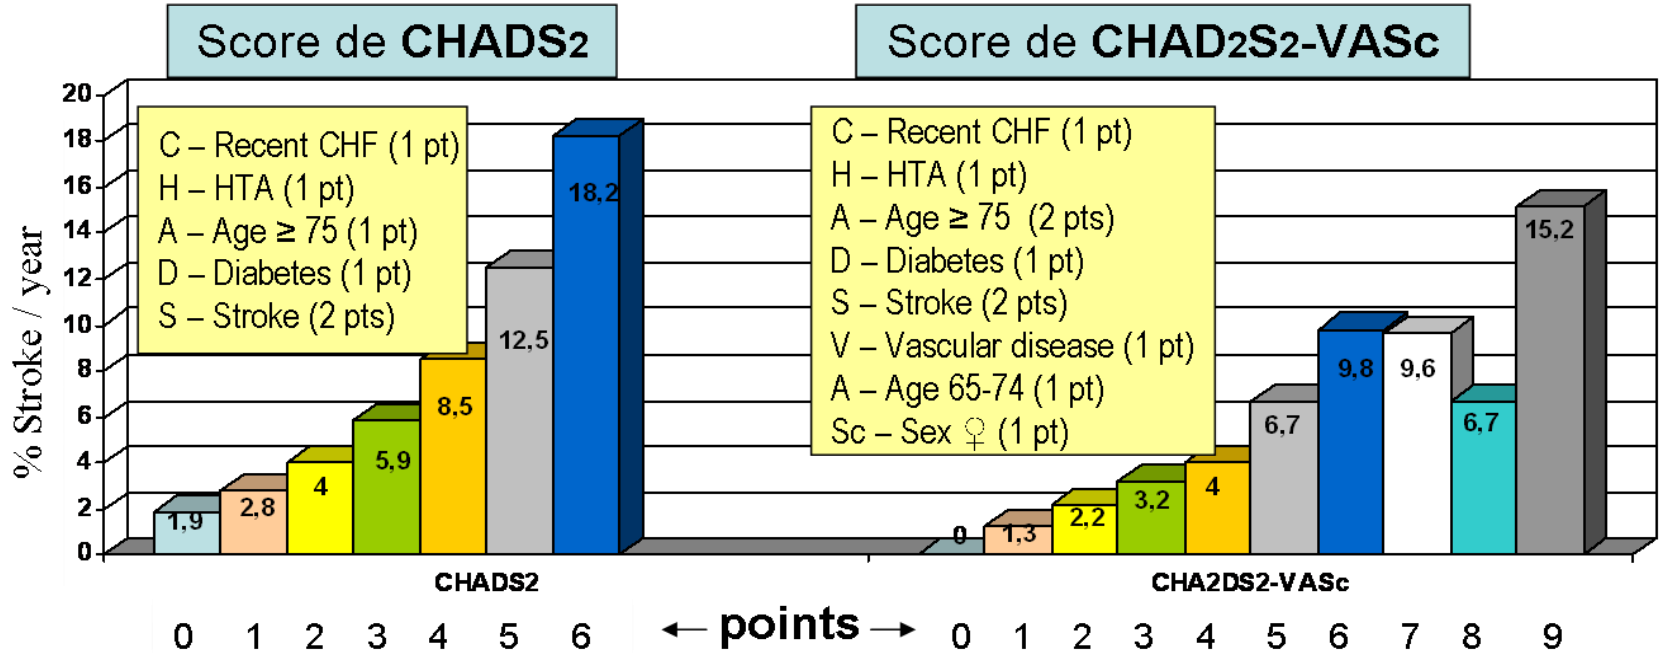 Score de CHADS2
Score de CHAD2S2-VASc
% Stroke / year
20
18
16
14
12
10
8
6
4
2
0
C – Recent CHF (1 pt)
H – HTA (1 pt)
A – Age ≥ 75 (1 pt)
D – Diabetes (1 pt)
S – Stroke (2 pts)
1,9
2,8
4
5,9
8,5
12,5
18,2
C – Recent CHF (1 pt)
H – HTA (1 pt)
A – Age ≥ 75 (2 pts)
D – Diabetes (1 pt)
S – Stroke (2 pts)
V – Vascular disease (1 pt)
A – Age 65-74 (1 pt)
Sc – Sex ♀ (1 pt)
0
1,3
2,2
3,2
4
6,7
9,8
9,6
6,7
15,2
CHADS2
CHA2DS2-VASc
0 1 2 3 4 5 6 ← points → 0 1 2 3 4 5 6 7 8 9